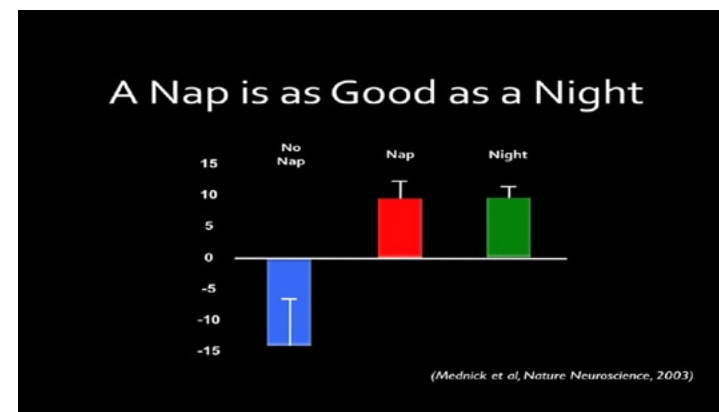 A Nap is as Good as a Night
No
Nap
Nap
Night
15
10
5
0
-5
-10
-15
(Mednick et al, Nature Neuroscience, 2003)